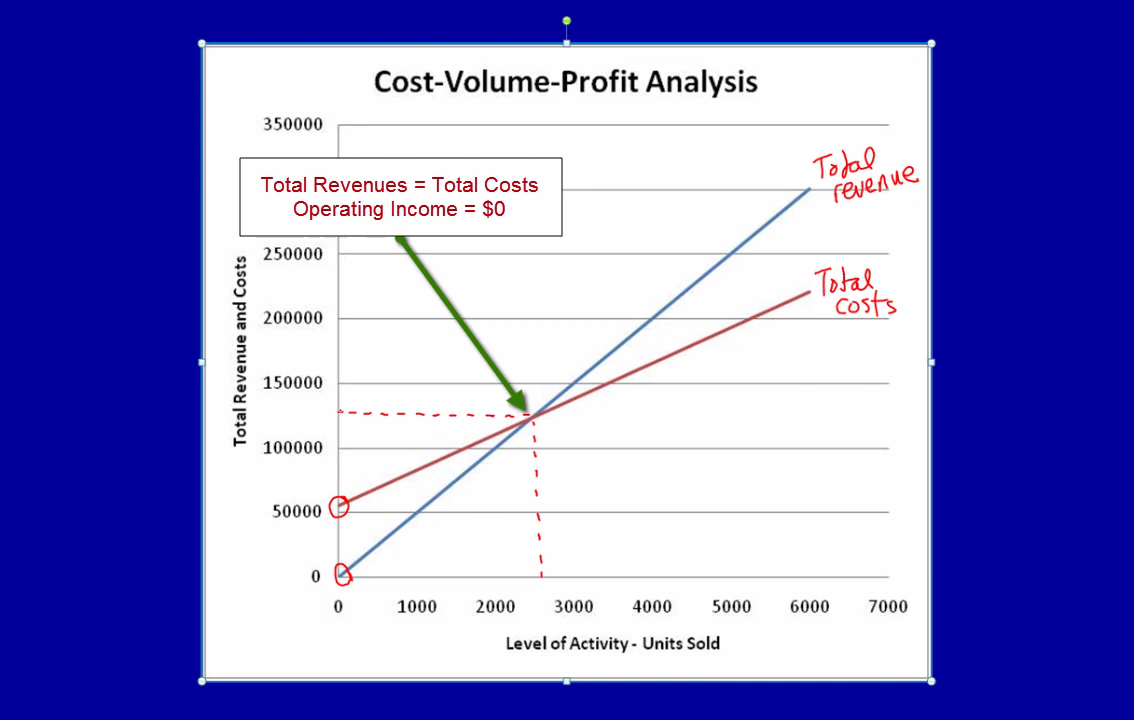 Cost-Volume-Profit Analysis
350000
Total Revenues = Total Costs
Operating Income = $0
250000
200000
150000
100000
50000
0
Total Revenue and Costs
0 1000 2000 3000 4000 5000 6000 7000
Level of Activity - Units Sold
Total
revenue
Total
costs